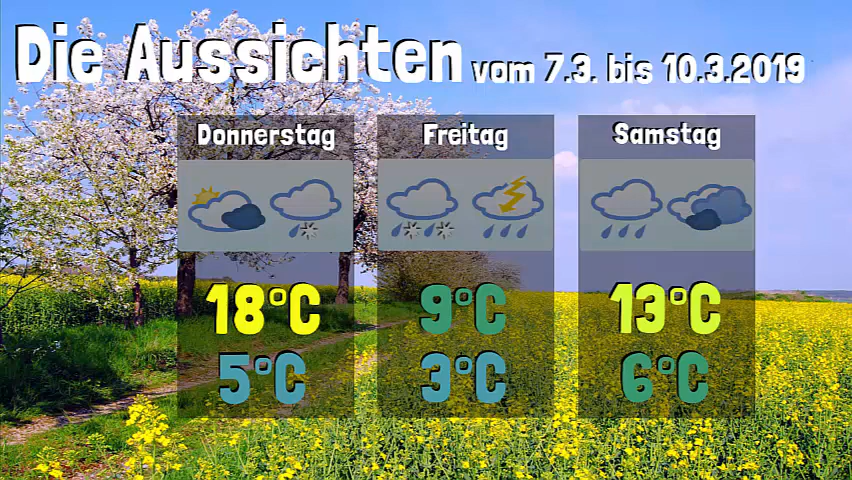 Die Aussichten vom 7.3. bis 10.3.2019
Donnerstag Freitag Samstag
18°C 9°C 13°C
5°C 3°C 6°C